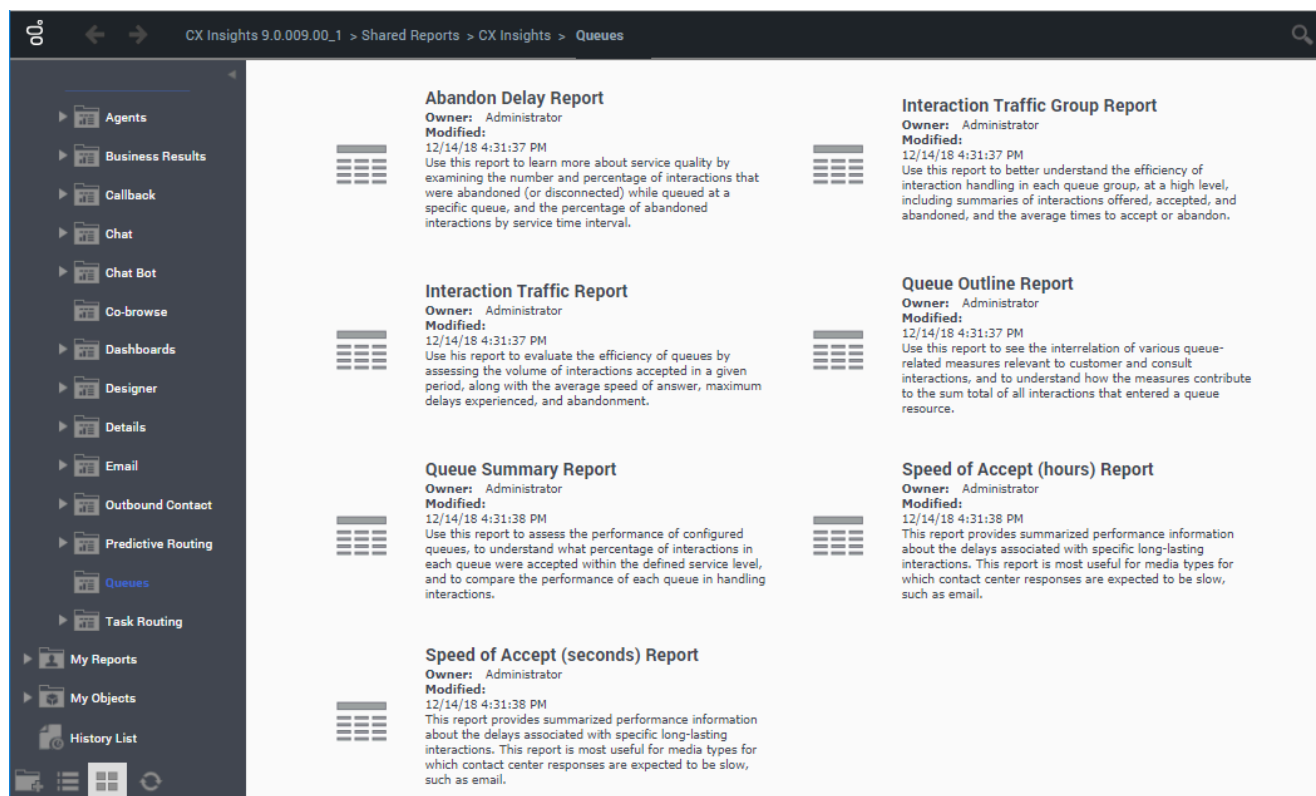 CX Insights 9.0.009.00_1 > Shared Reports > CX Insights > Queues
Agents
Business Results
Callback
Chat
Chat Bot
Co-browse
Dashboards
Designer
Details
Email
Outbound Contact
Predictive Routing
Queues
Task Routing
My Reports
My Objects
History List
Abandon Delay Report
Owner: Administrator
Modified:
12/14/18 4:31:37 PM
Use this report to learn more about service quality by
examining the number and percentage of interactions that
were abandoned (or disconnected) while queued at a
specific queue, and the percentage of abandoned
interactions by service time interval.
Interaction Traffic Group Report
Owner: Administrator
Modified:
12/14/18 4:31:37 PM
Use this report to better understand the efficiency of
interaction handling in each queue group, at a high level,
including summaries of interactions offered, accepted, and
abandoned, and the average times to accept or abandon.
Interaction Traffic Report
Owner: Administrator
Modified:
12/14/18 4:31:37 PM
Use his report to evaluate the efficiency of queues by
assessing the volume of interactions accepted in a given
period, along with the average speed of answer, maximum
delays experienced, and abandonment.
Queue Outline Report
Owner: Administrator
Modified:
12/14/18 4:31:37 PM
Use this report to see the interrelation of various queue-
related measures relevant to customer and consult
interactions, and to understand how the measures contribute
to the sum total of all interactions that entered a queue
resource.
Queue Summary Report
Owner: Administrator
Modified:
12/14/18 4:31:38 PM
Use this report to assess the performance of configured
queues, to understand what percentage of interactions in
each queue were accepted within the defined service level,
and to compare the performance of each queue in handling
interactions.
Speed of Accept (hours) Report
Owner: Administrator
Modified:
12/14/18 4:31:38 PM
This report provides summarized performance information
about the delays associated with specific long-lasting
interactions. This report is most useful for media types for
which contact center responses are expected to be slow,
such as email.
Speed of Accept (seconds) Report
Owner: Administrator
Modified:
12/14/18 4:31:38 PM
This report provides summarized performance information
about the delays associated with specific long-lasting
interactions. This report is most useful for media types for
which contact center responses are expected to be slow,
such as email.